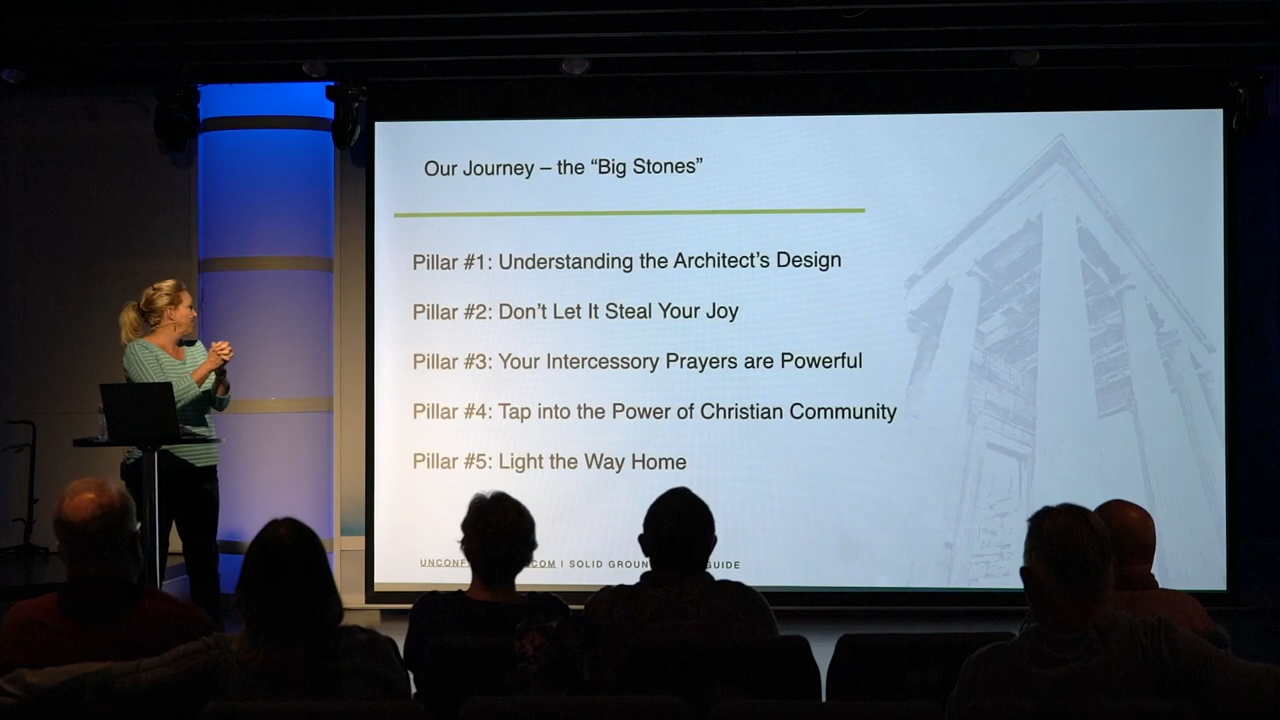 Our Journey – the “Big Stones”
Pillar #1: Understanding the Architect’s Design
Pillar #2: Don’t Let It Steal Your Joy
Pillar #3: Your Intercessory Prayers are Powerful
Pillar #4: Tap into the Power of Christian Community
Pillar #5: Light the Way Home
| SOLID GUIDE